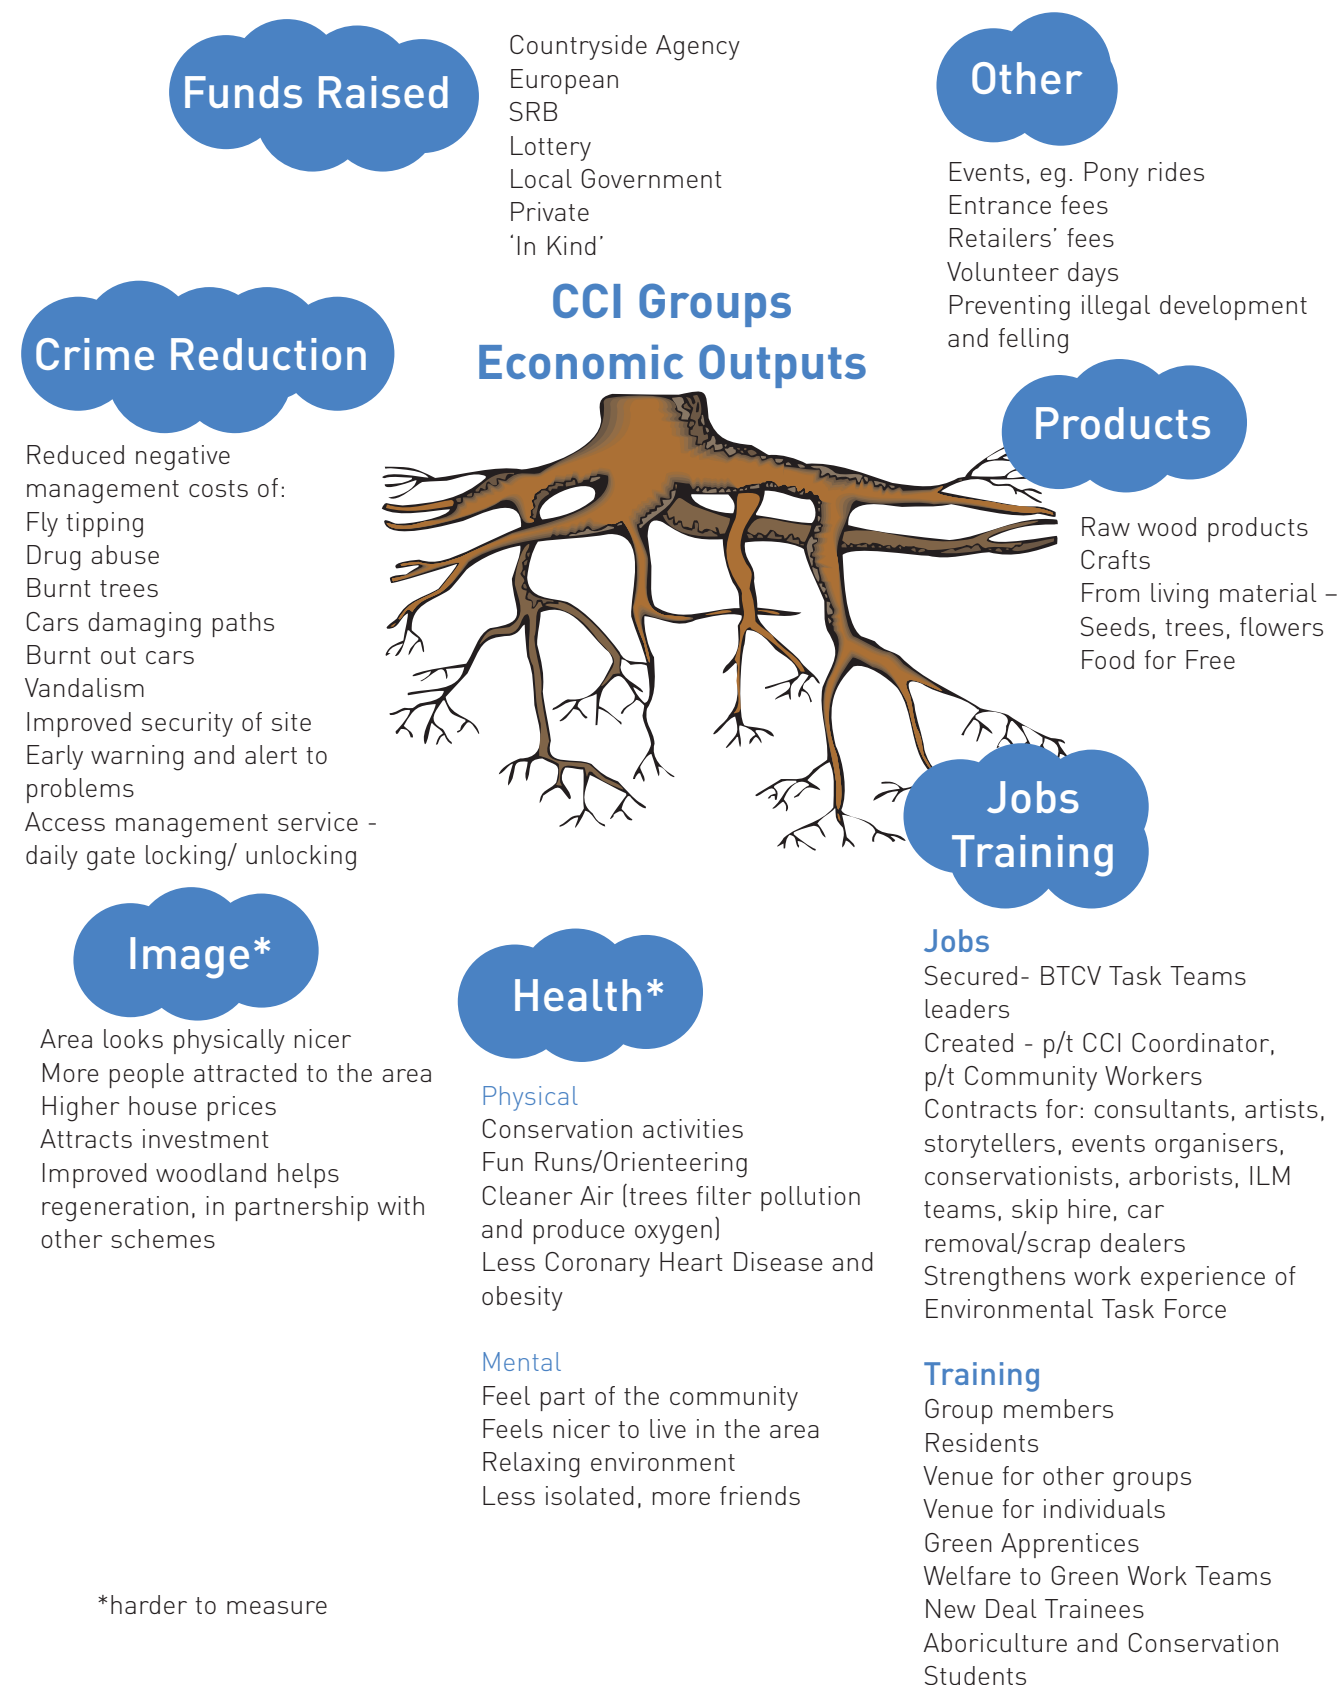 Funds Raised
Countryside Agency
European
SRB
Lottery
Local Government
Private
‘In Kind’
Other
Events, eg. Pony rides
Entrance fees
Retailers’ fees
Volunteer days
Preventing illegal development
and felling
CCI Groups
Economic Outputs
Crime Reduction
Reduced negative
management costs of:
Fly tipping
Drug abuse
Burnt trees
Cars damaging paths
Burnt out cars
Vandalism
Improved security of site
Early warning and alert to
problems
Access management service -
daily gate locking/ unlocking
Products
Raw wood products
Crafts
From living material –
Seeds, trees, flowers
Food for Free
Image*
Area looks physically nicer
More people attracted to the area
Higher house prices
Attracts investment
Improved woodland helps
regeneration, in partnership with
other schemes
Health*
Physical
Conservation activities
Fun Runs/Orienteering
Cleaner Air (trees filter pollution
and produce oxygen)
Less Coronary Heart Disease and
obesity
Mental
Feel part of the community
Feels nicer to live in the area
Relaxing environment
Less isolated, more friends
Jobs
Training
Jobs
Secured- BTCV Task Teams
leaders
Created - p/t CCI Coordinator,
p/t Community Workers
Contracts for: consultants, artists,
storytellers, events organisers,
conservationists, arborists, ILM
teams, skip hire, car
removal/scrap dealers
Strengthens work experience of
Environmental Task Force
Training
Group members
Residents
Venue for other groups
Venue for individuals
Green Apprentices
Welfare to Green Work Teams
New Deal Trainees
Aboriculture and Conservation
Students
*harder to measure